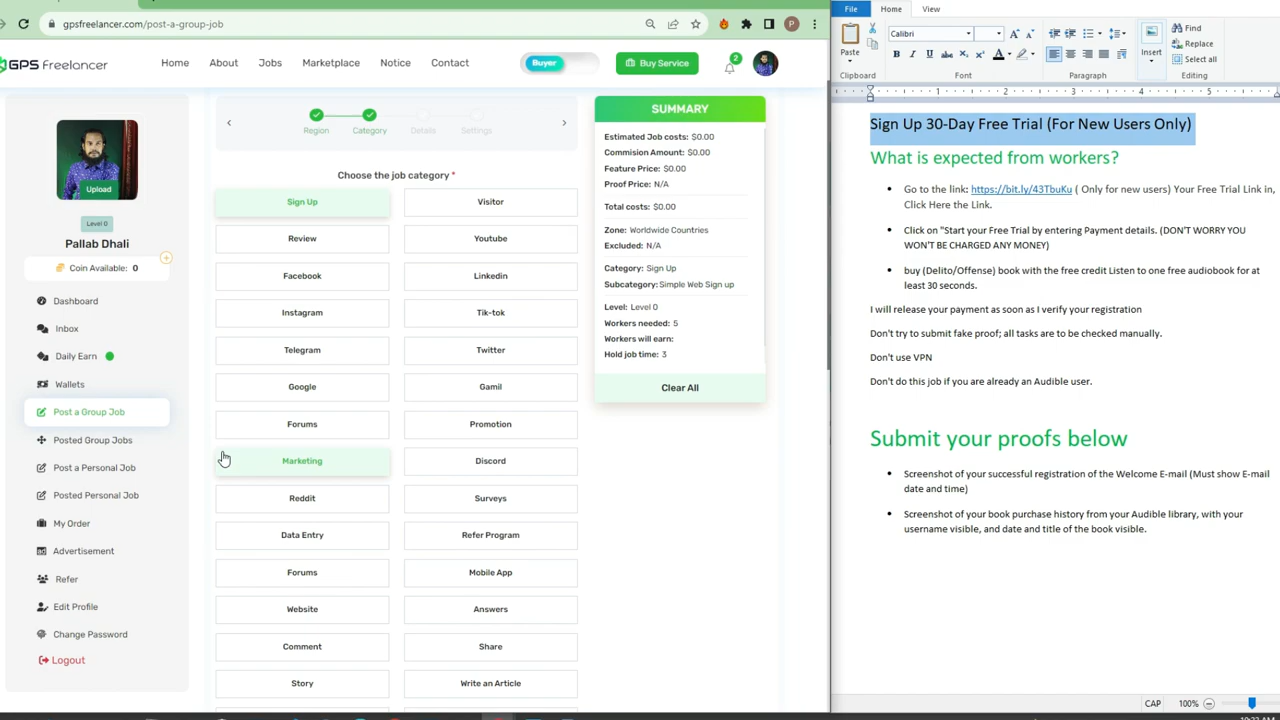 gpsfreelancer.com/post-a-group-job
P
GPS Freelancer
Home
About
Jobs
Marketplace
Notice
Contact
Buyer
Buy Service
2
Upload
Level 0
Pallab Dhali
Coin Available: 0
Dashboard
Inbox
Daily Earn
Wallets
Post a Group Job
Posted Group Jobs
Post a Personal Job
Posted Personal Job
My Order
Advertisement
Refer
Edit Profile
Change Password
Logout
Region
Category
Details
Settings
Choose the job category *
Sign Up
Visitor
Review
Youtube
Facebook
Linkedin
Instagram
Tik-tok
Telegram
Twitter
Google
Gamil
Forums
Promotion
Marketing
Discord
Reddit
Surveys
Data Entry
Refer Program
Forums
Mobile App
Website
Answers
Comment
Share
Story
Write an Article
SUMMARY
Estimated Job costs: $0.00
Commision Amount: $0.00
Feature Price: $0.00
Proof Price: N/A
Total costs: $0.00
Zone: Worldwide Countries
Excluded: N/A
Category: Sign Up
Subcategory: Simple Web Sign up
Level: Level 0
Workers needed: 5
Workers will earn:
Hold job time: 3
Clear All
File
Home
View
Paste
Clipboard
Calibri
Font
Paragraph
Insert
Find
Replace
Select all
Editing
1 2 3 4 5
Sign Up 30-Day Free Trial (For New Users Only)
What is expected from workers?
Go to the link: https://bit.ly/43TbuKu ( Only for new users) Your Free Trial Link in,
Click Here the Link.
Click on "Start your Free Trial by entering Payment details. (DON'T WORRY YOU
WON'T BE CHARGED ANY MONEY)
buy (Delito/Offense) book with the free credit Listen to one free audiobook for at
least 30 seconds.
I will release your payment as soon as I verify your registration
Don't try to submit fake proof; all tasks are to be checked manually.
Don't use VPN
Don't do this job if you are already an Audible user.
Submit your proofs below
Screenshot of your successful registration of the Welcome E-mail (Must show E-mail
date and time)
Screenshot of your book purchase history from your Audible library, with your
username visible, and date and title of the book visible.
CAP
100%